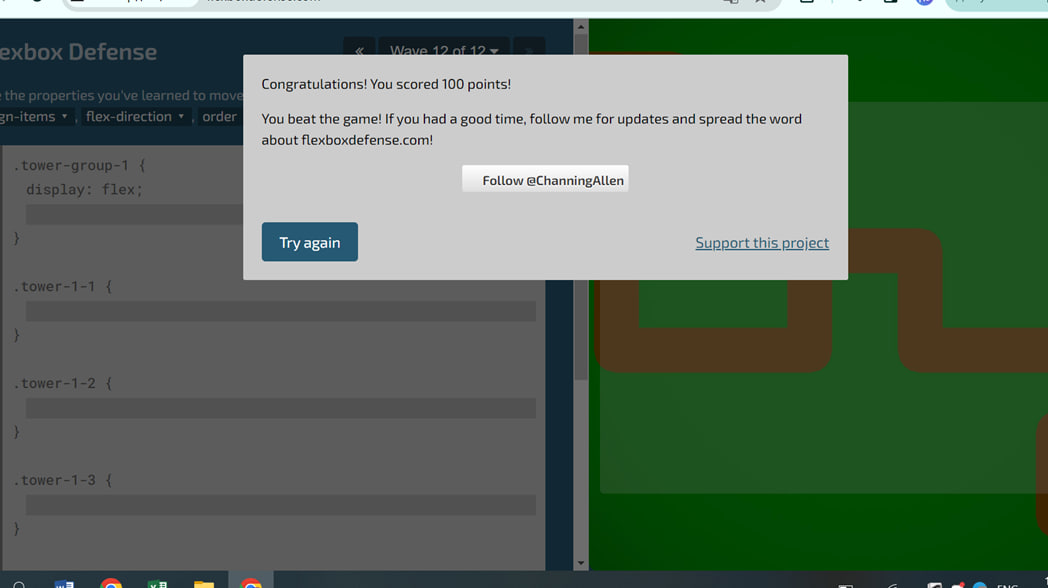 exbox Defense
« Wave 12 of 12 ▾ »
the properties you've learned to move
gn-items ▾ , flex-direction ▾ , order
Congratulations! You scored 100 points!
You beat the game! If you had a good time, follow me for updates and spread the word
about flexboxdefense.com!
Follow @ChanningAllen
Try again
Support this project
.tower-group-1 {
display: flex;
}
.tower-1-1 {
}
.tower-1-2 {
}
.tower-1-3 {
}
ENG